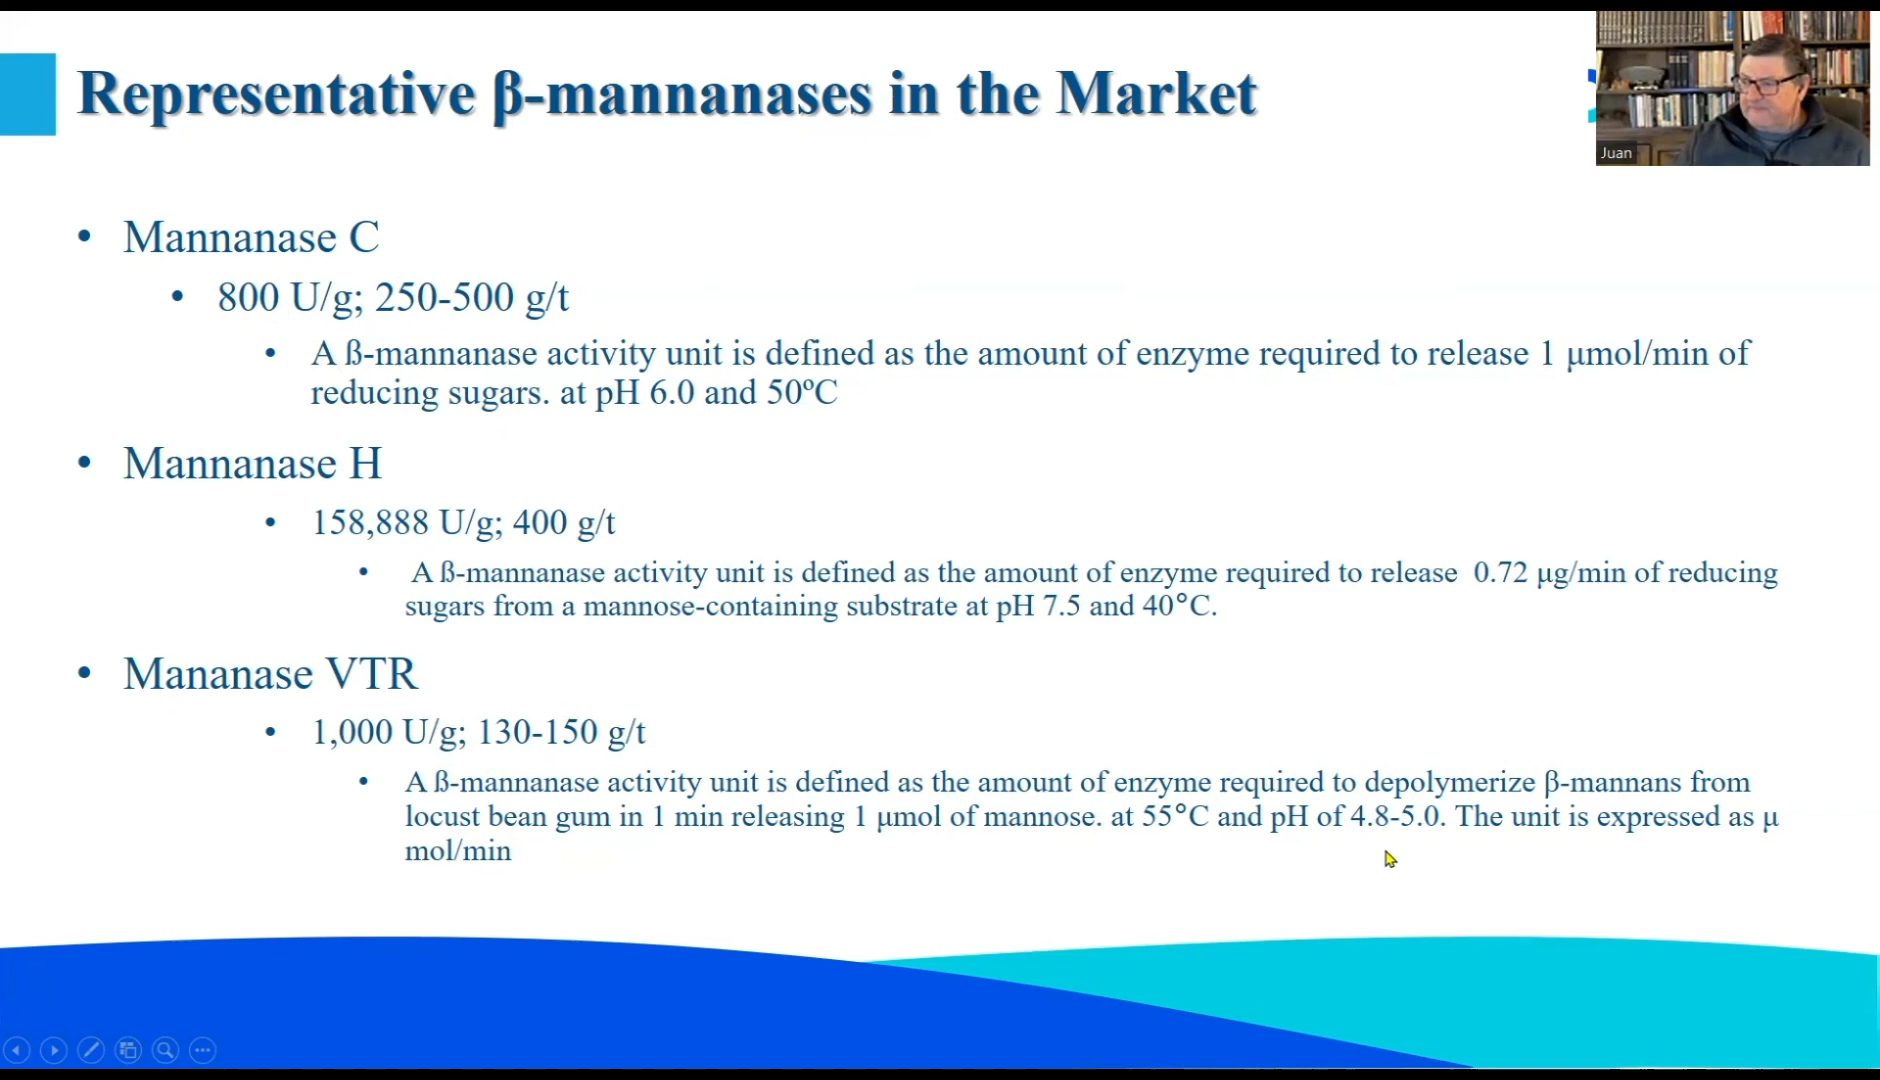 Representative β-mannanases in the Market
Juan
• Mannanase C
• 800 U/g; 250-500 g/t
• A ß-mannanase activity unit is defined as the amount of enzyme required to release 1 μmol/min of
reducing sugars. at pH 6.0 and 50ºC
• Mannanase H
• 158,888 U/g; 400 g/t
• A ß-mannanase activity unit is defined as the amount of enzyme required to release 0.72 μg/min of reducing
sugars from a mannose-containing substrate at pH 7.5 and 40°C.
• Mananase VTR
• 1,000 U/g; 130-150 g/t
• A ß-mannanase activity unit is defined as the amount of enzyme required to depolymerize β-mannans from
locust bean gum in 1 min releasing 1 μmol of mannose. at 55°C and pH of 4.8-5.0. The unit is expressed as μ
mol/min